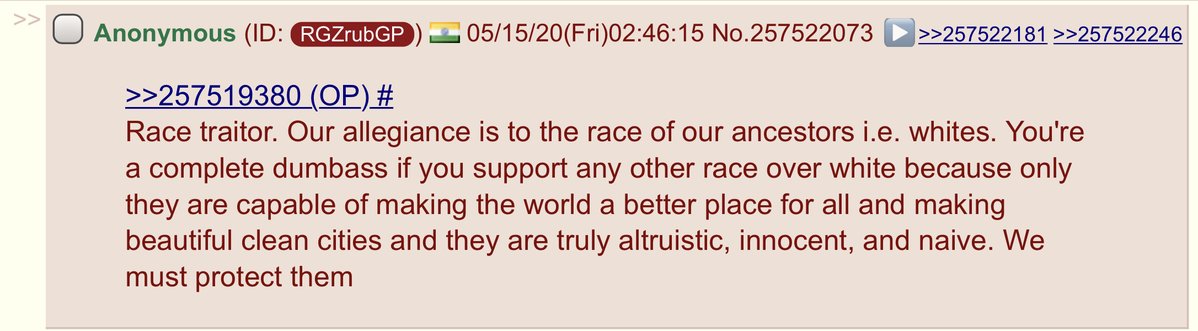 >> Anonymous (ID: RGZrubGP) 05/15/20(Fri)02:46:15 No.257522073 >>257522181 >>257522246
>>257519380 (OP) #
Race traitor. Our allegiance is to the race of our ancestors i.e. whites. You're
a complete dumbass if you support any other race over white because only
they are capable of making the world a better place for all and making
beautiful clean cities and they are truly altruistic, innocent, and naive. We
must protect them